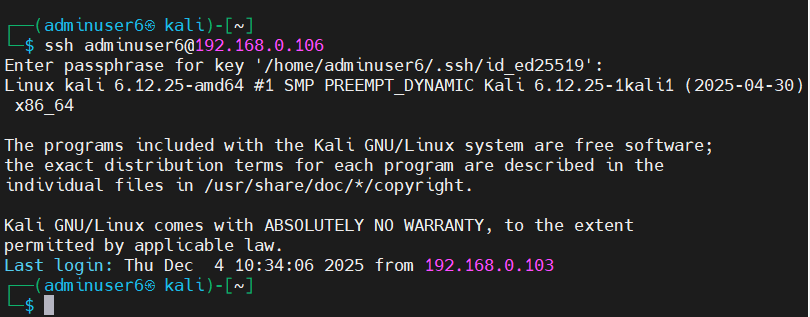 ┌──(adminuser6㉿ kali)-[~]
└─$ ssh adminuser6@192.168.0.106
Enter passphrase for key '/home/adminuser6/.ssh/id_ed25519':
Linux kali 6.12.25-amd64 #1 SMP PREEMPT_DYNAMIC Kali 6.12.25-1kali1 (2025-04-30)
 x86_64

The programs included with the Kali GNU/Linux system are free software;
the exact distribution terms for each program are described in the
individual files in /usr/share/doc/*/copyright.

Kali GNU/Linux comes with ABSOLUTELY NO WARRANTY, to the extent
permitted by applicable law.
Last login: Thu Dec  4 10:34:06 2025 from 192.168.0.103
┌──(adminuser6㉿ kali)-[~]
└─$